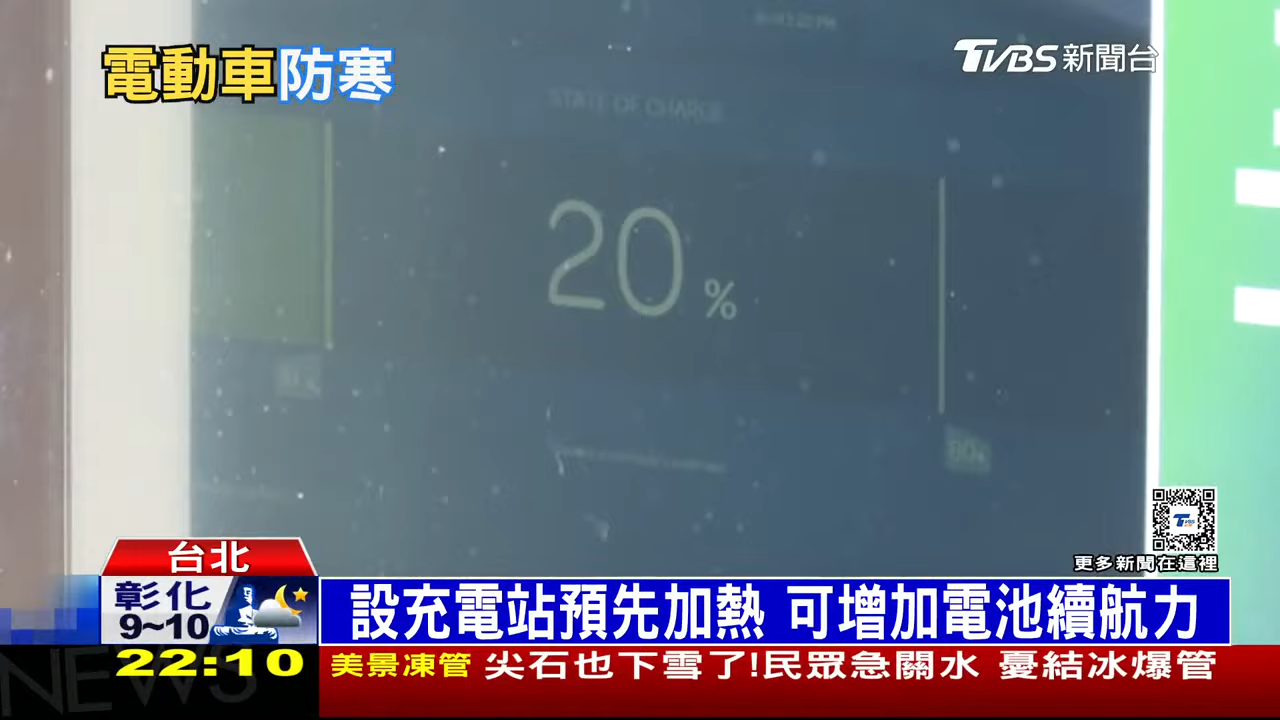 電動車防寒
TVBS新聞台
STATE OF CHARGE
20 %
80%
更多新聞在這裡
台北
彰化
9~10
設充電站預先加熱 可增加電池續航力
22:10
美景凍管 尖石也下雪了!民眾急關水 憂結冰爆管
NEWS